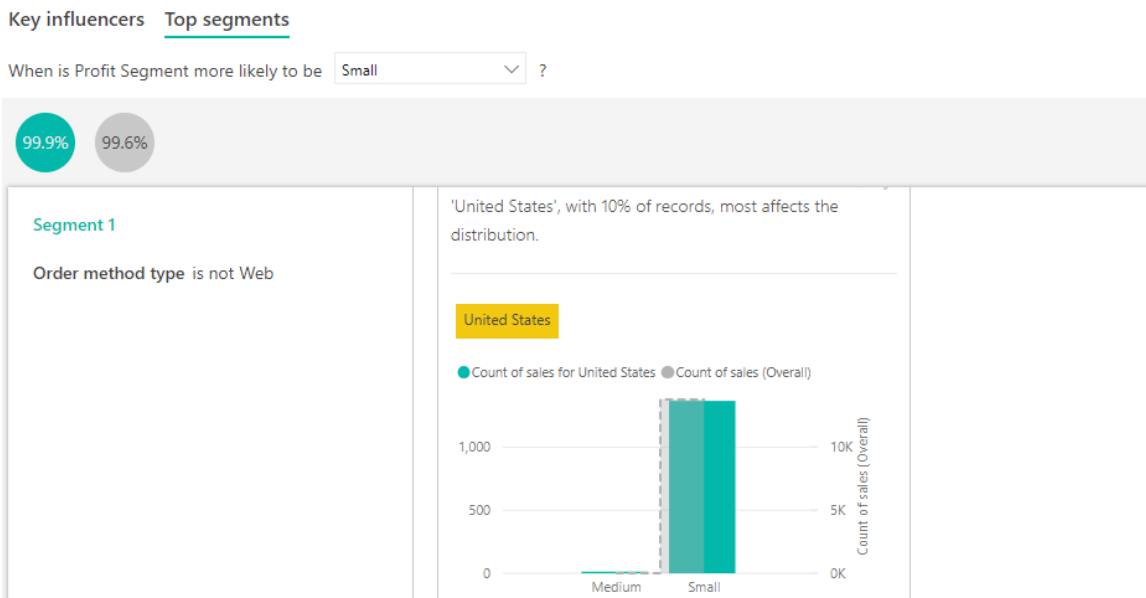 Key influencers Top segments
When is Profit Segment more likely to be Small ?
99.9% 99.6%
Segment 1
Order method type is not Web
'United States', with 10% of records, most affects the
distribution.
United States
Count of sales for United States Count of sales (Overall)
1,000 10K
500 5K
0 0K
Count of sales (Overall)
Medium Small